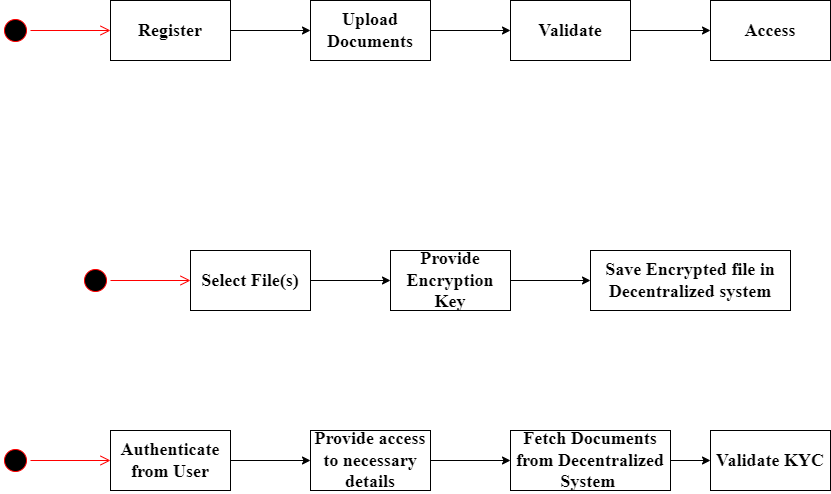 Register
Upload
Documents
Validate
Access
Select File(s)
Provide
Encryption
Key
Save Encrypted file in
Decentralized system
Authenticate
from User
Provide access
to necessary
details
Fetch Documents
from Decentralized
System
Validate KYC